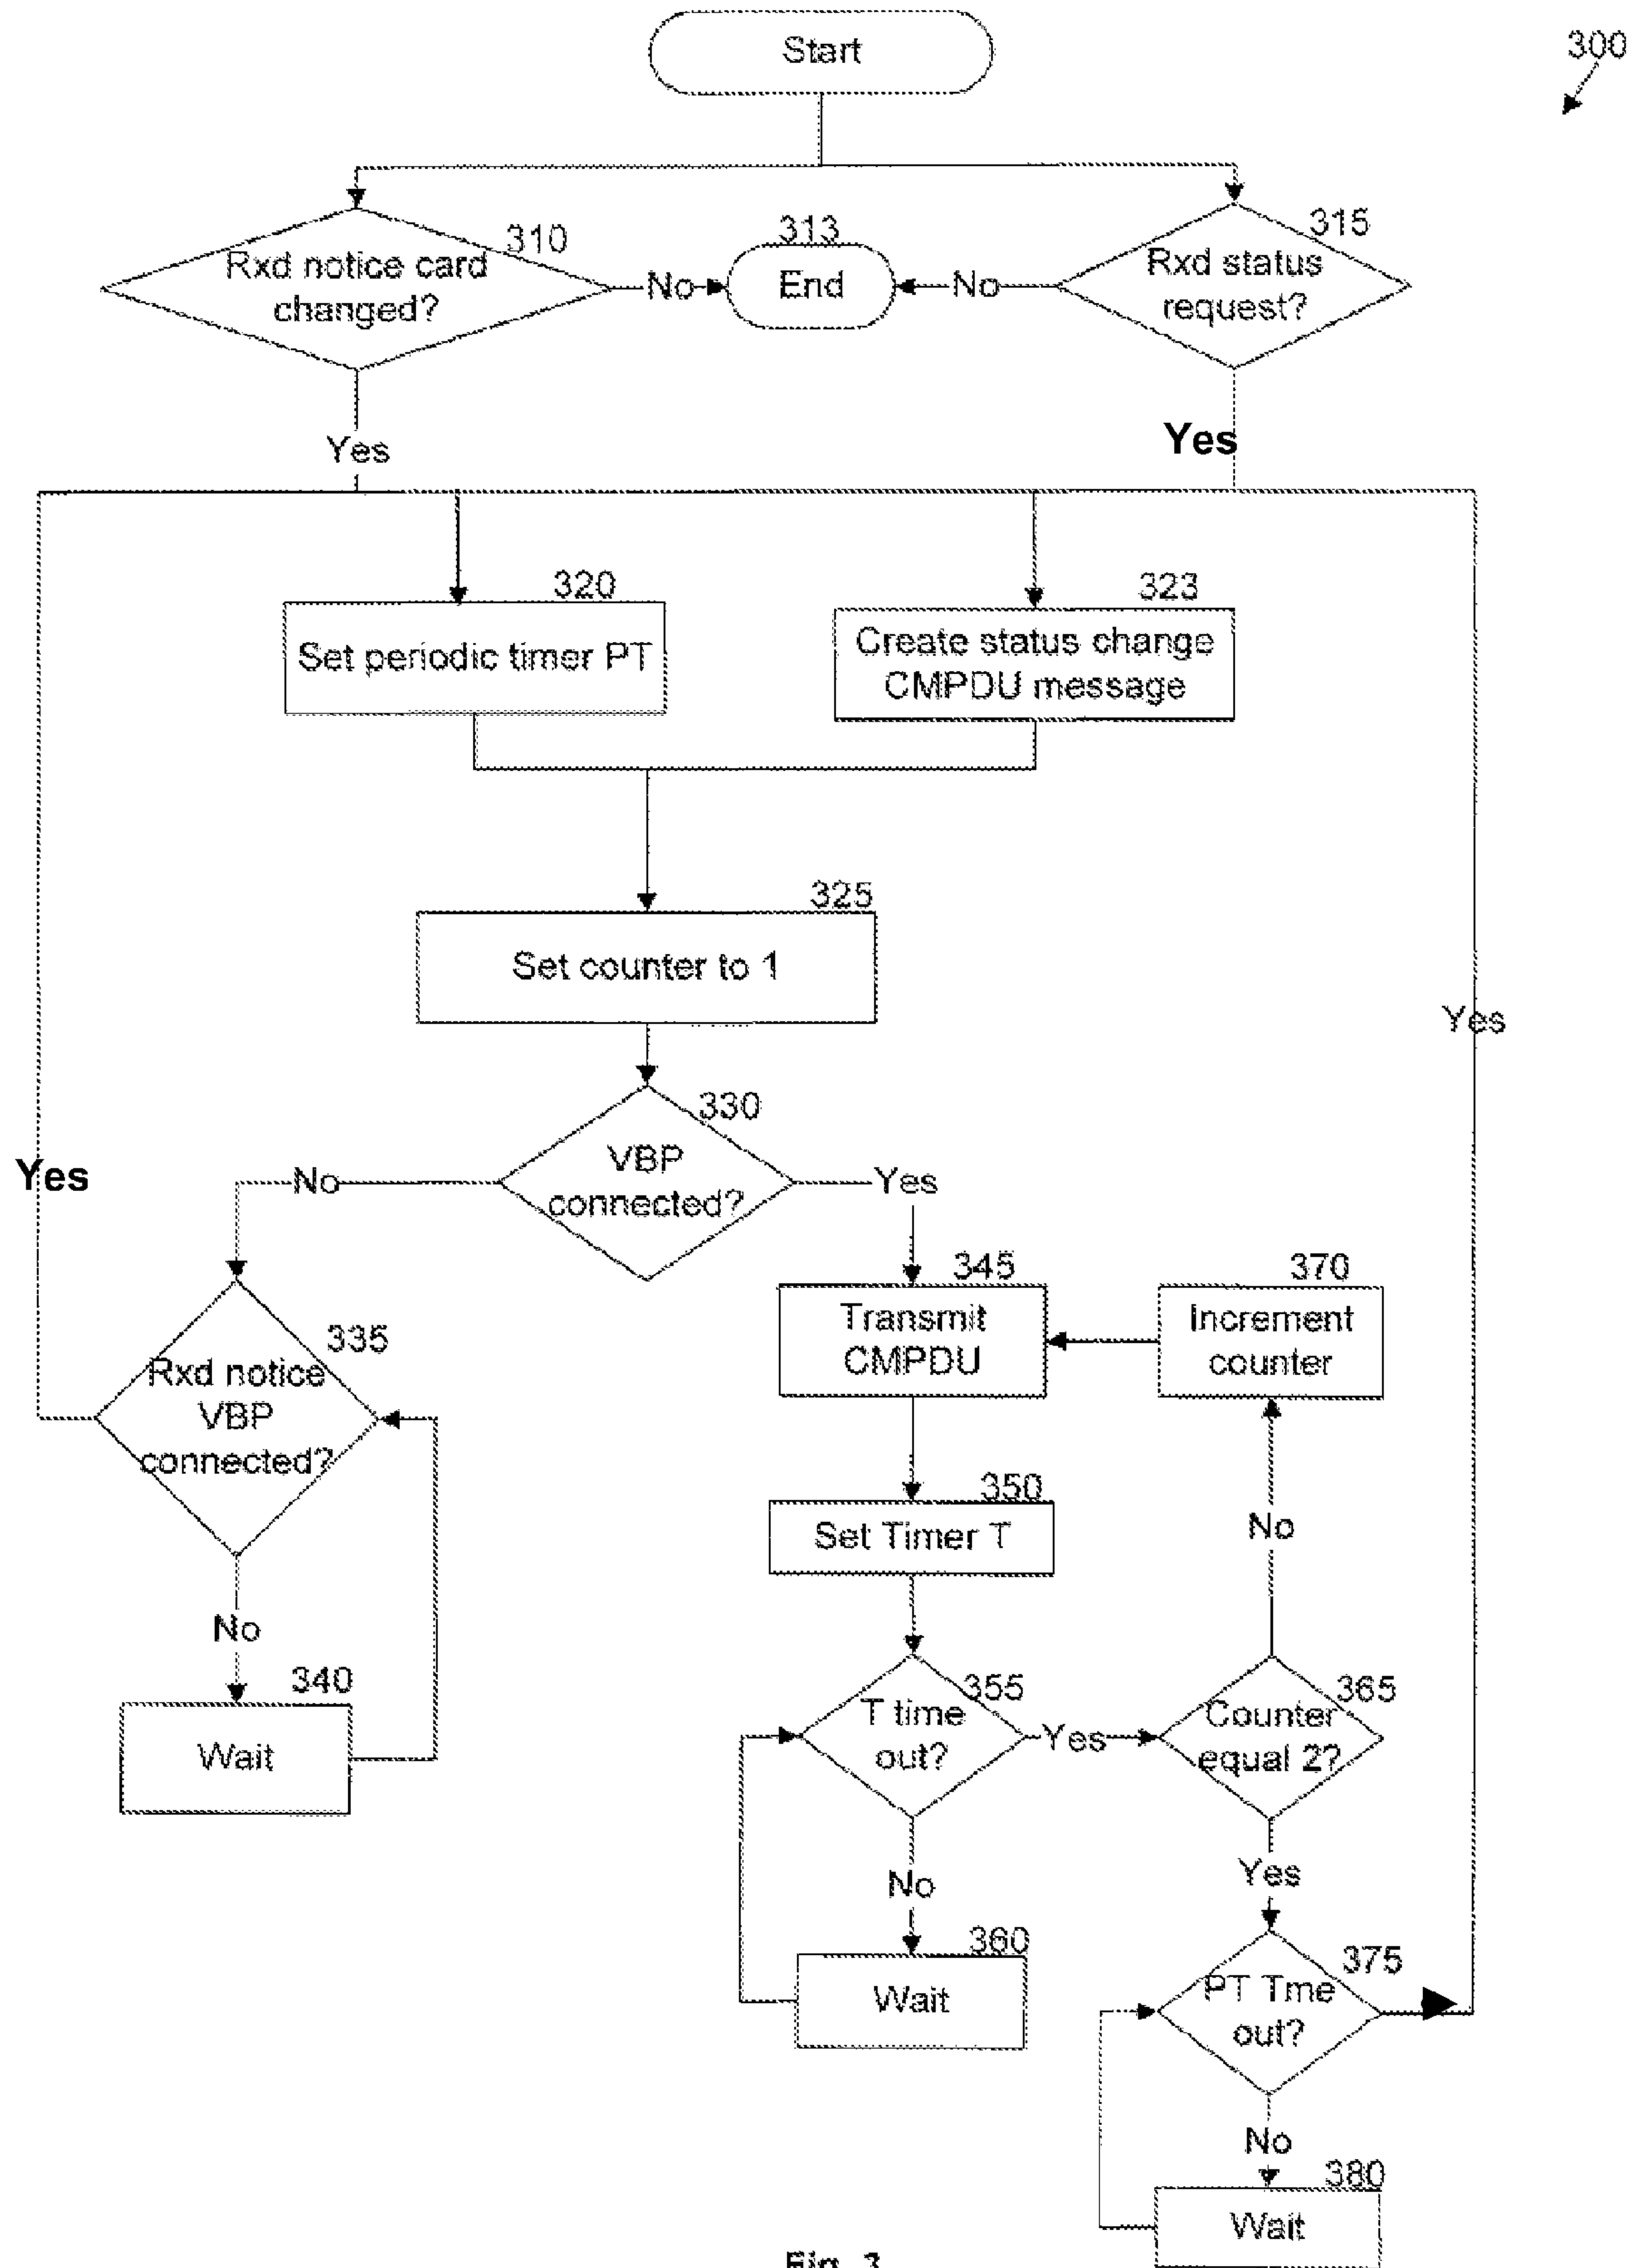 Start
300
310
Rxd notice card
changed?
No
313
End
No
315
Rxd status
request?
Yes
Yes
320
Set periodic timer PT
323
Create status change
CMPDU message
325
Set counter to 1
Yes
330
VBP
connected?
No
Yes
Yes
335
Rxd notice
VBP
connected?
345
Transmit
CMPDU
370
Increment
counter
350
Set Timer T
No
No
340
Wait
355
T time
out?
Yes
365
Counter
equal 2?
No
Yes
360
Wait
375
PT Tme
out?
No
380
Wait
Fig. 3